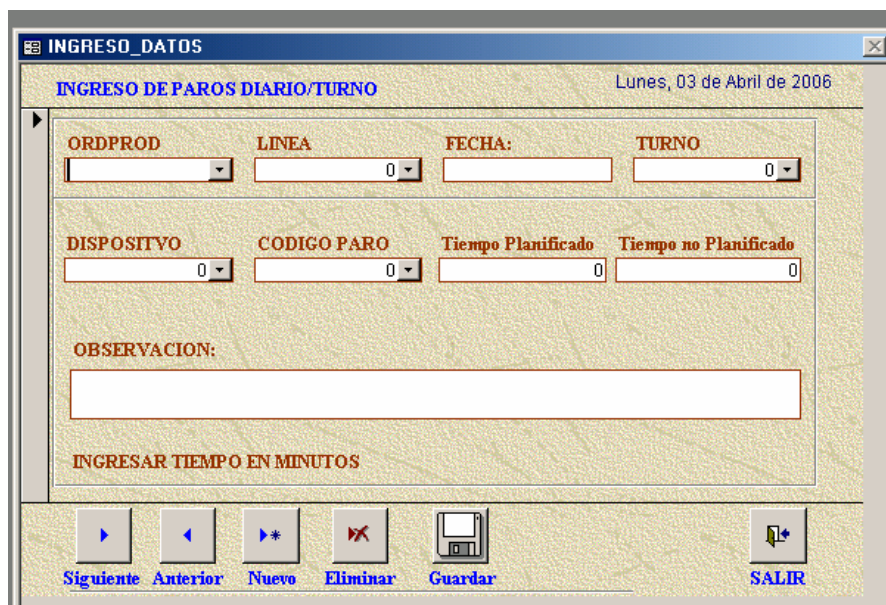 INGRESO_DATOS
INGRESO DE PAROS DIARIO/TURNO
Lunes, 03 de Abril de 2006
ORDPROD LINEA FECHA: TURNO
0 0
DISPOSITVO CODIGO PARO Tiempo Planificado Tiempo no Planificado
0 0 0 0
OBSERVACION:
INGRESAR TIEMPO EN MINUTOS
Siguiente Anterior Nuevo Eliminar Guardar SALIR